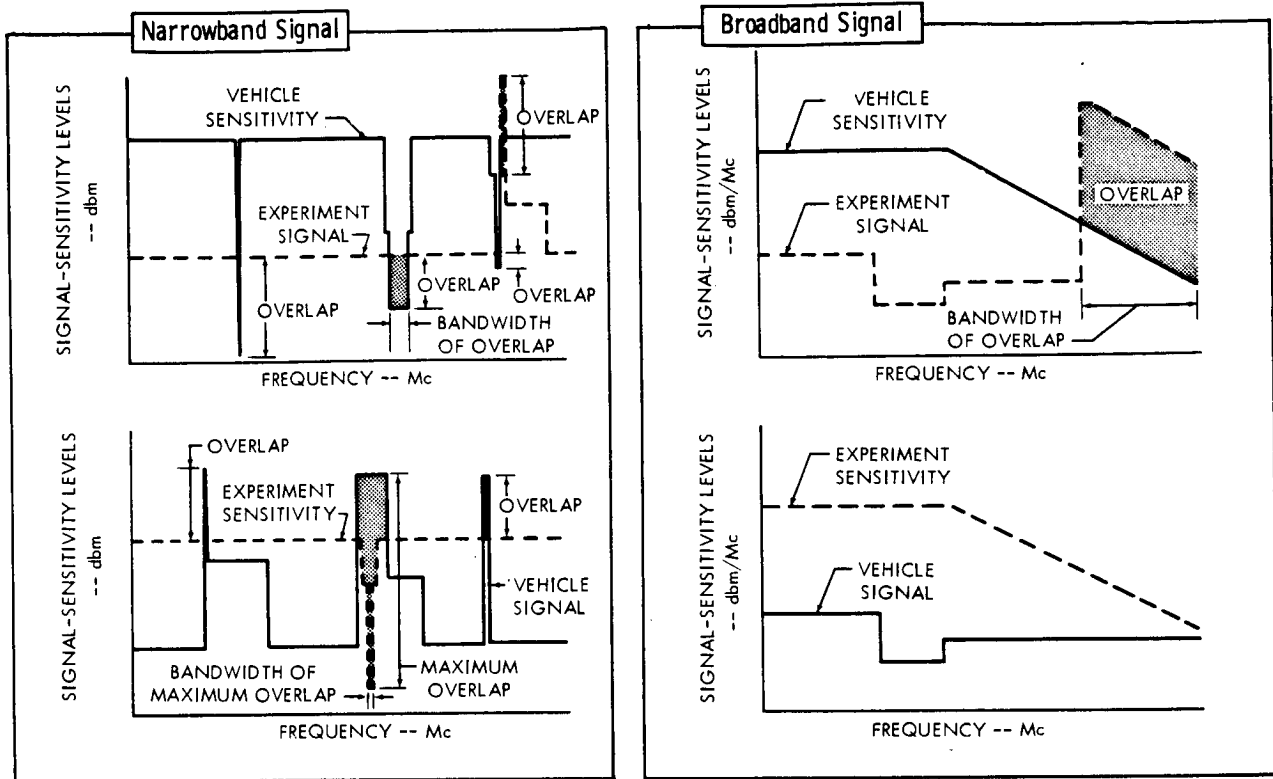 Narrowband Signal
SIGNAL-SENSITIVITY LEVELS
-- dbm
VEHICLE
SENSITIVITY
OVERLAP
EXPERIMENT
SIGNAL
OVERLAP
OVERLAP
OVERLAP
BANDWIDTH
OF OVERLAP
FREQUENCY -- Mc
SIGNAL-SENSITIVITY LEVELS
-- dbm
OVERLAP
EXPERIMENT
SENSITIVITY
OVERLAP
VEHICLE
SIGNAL
BANDWIDTH OF
MAXIMUM OVERLAP
MAXIMUM
OVERLAP
FREQUENCY -- Mc
Broadband Signal
SIGNAL-SENSITIVITY LEVELS
-- dbm/Mc
VEHICLE
SENSITIVITY
OVERLAP
EXPERIMENT
SIGNAL
BANDWIDTH
OF OVERLAP
FREQUENCY -- Mc
SIGNAL-SENSITIVITY LEVELS
-- dbm/Mc
EXPERIMENT
SENSITIVITY
VEHICLE
SIGNAL
FREQUENCY -- Mc